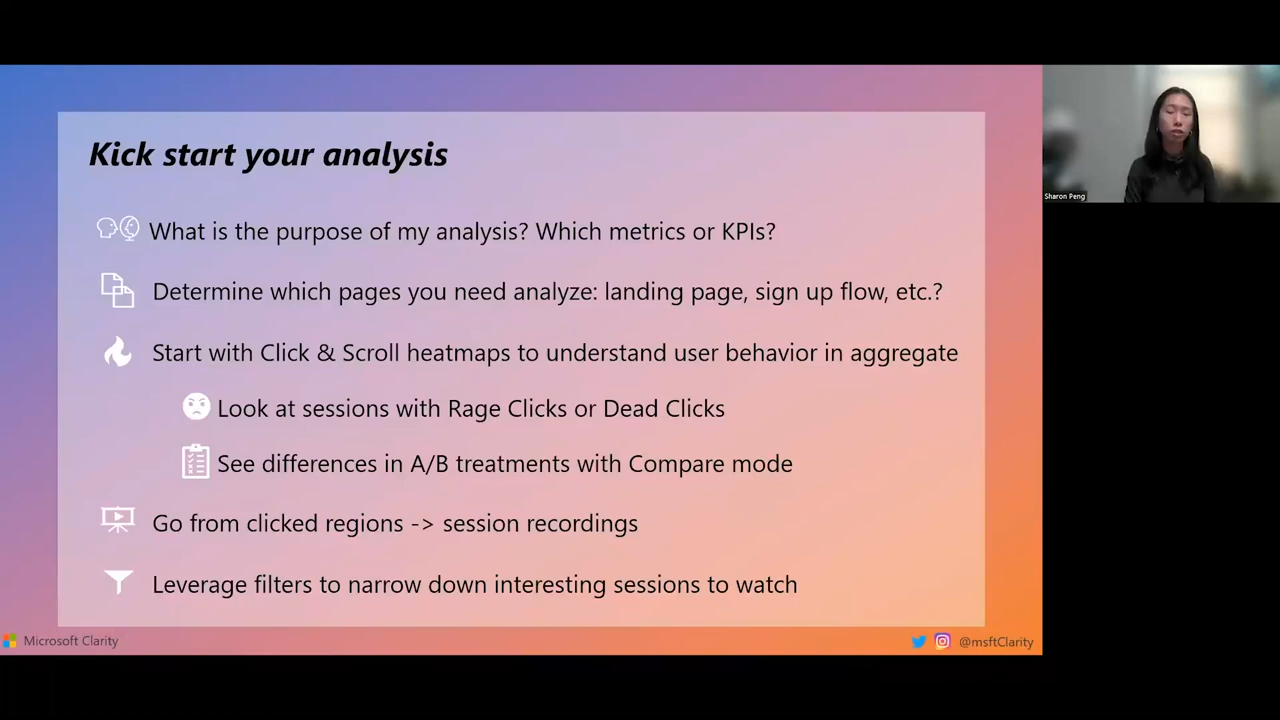 Kick start your analysis
What is the purpose of my analysis? Which metrics or KPIs?
Determine which pages you need analyze: landing page, sign up flow, etc.?
Start with Click & Scroll heatmaps to understand user behavior in aggregate
Look at sessions with Rage Clicks or Dead Clicks
See differences in A/B treatments with Compare mode
Go from clicked regions -> session recordings
Leverage filters to narrow down interesting sessions to watch
Microsoft Clarity
@msftClarity
Sharon Peng